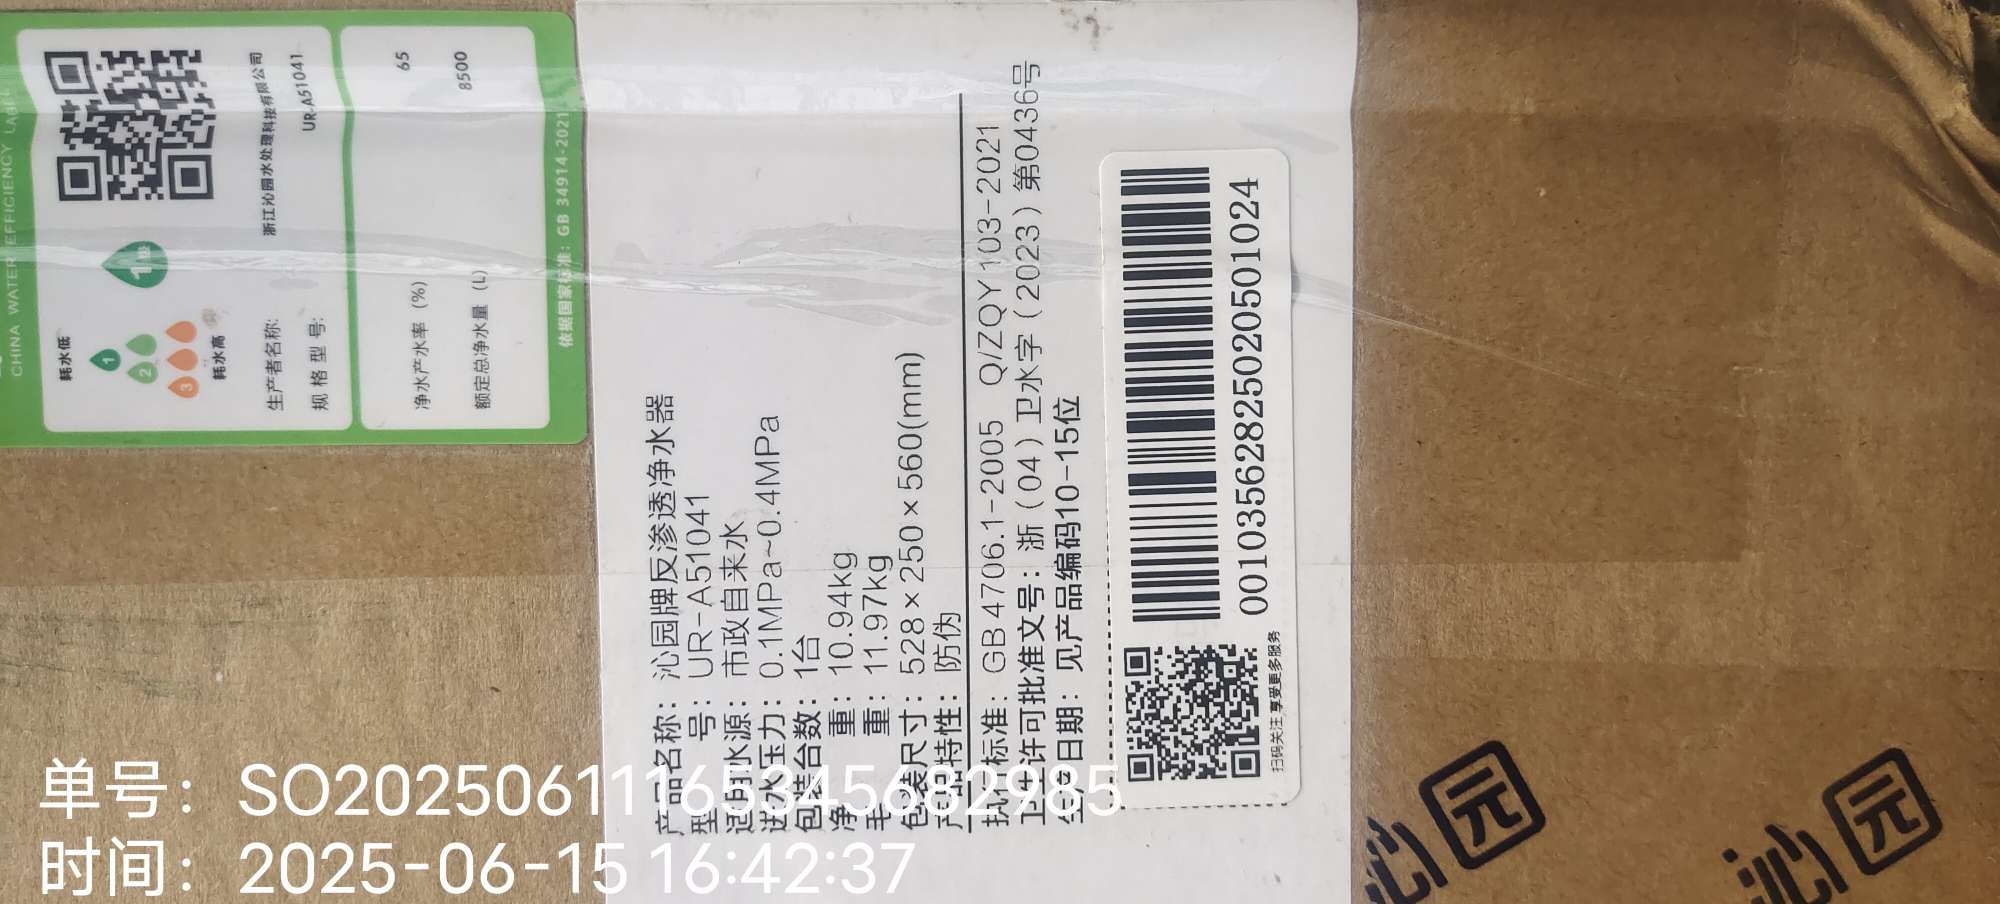 CHINA WATER EFFICIENCY LABEL
耗水低
1
2
3
耗水高
1级
生产者名称:
浙江沁园水处理科技有限公司
规格型号:
UR-A51041
净水产水率(%)
65
额定总净水量(L)
8500
依据国家标准:GB 34914-2021
产品名称:沁园牌反渗透净水器
型号:UR-A51041
适用水源:市政自来水
进水压力:0.1MPa~0.4MPa
包装台数:1台
净重:10.94kg
毛重:11.97kg
包装尺寸:528×250×560(mm)
产品特性:防伪
执行标准:GB 4706.1-2005 Q/ZQY 103-2021
卫生许可批准文号:浙(04)卫水字(2023)第0436号
生产日期:见产品编码10-15位
001035628250205501024
扫码关注 享受更多服务
沁园
沁园
单号:SO20250611165345682985
时间:2025-06-15 16:42:37